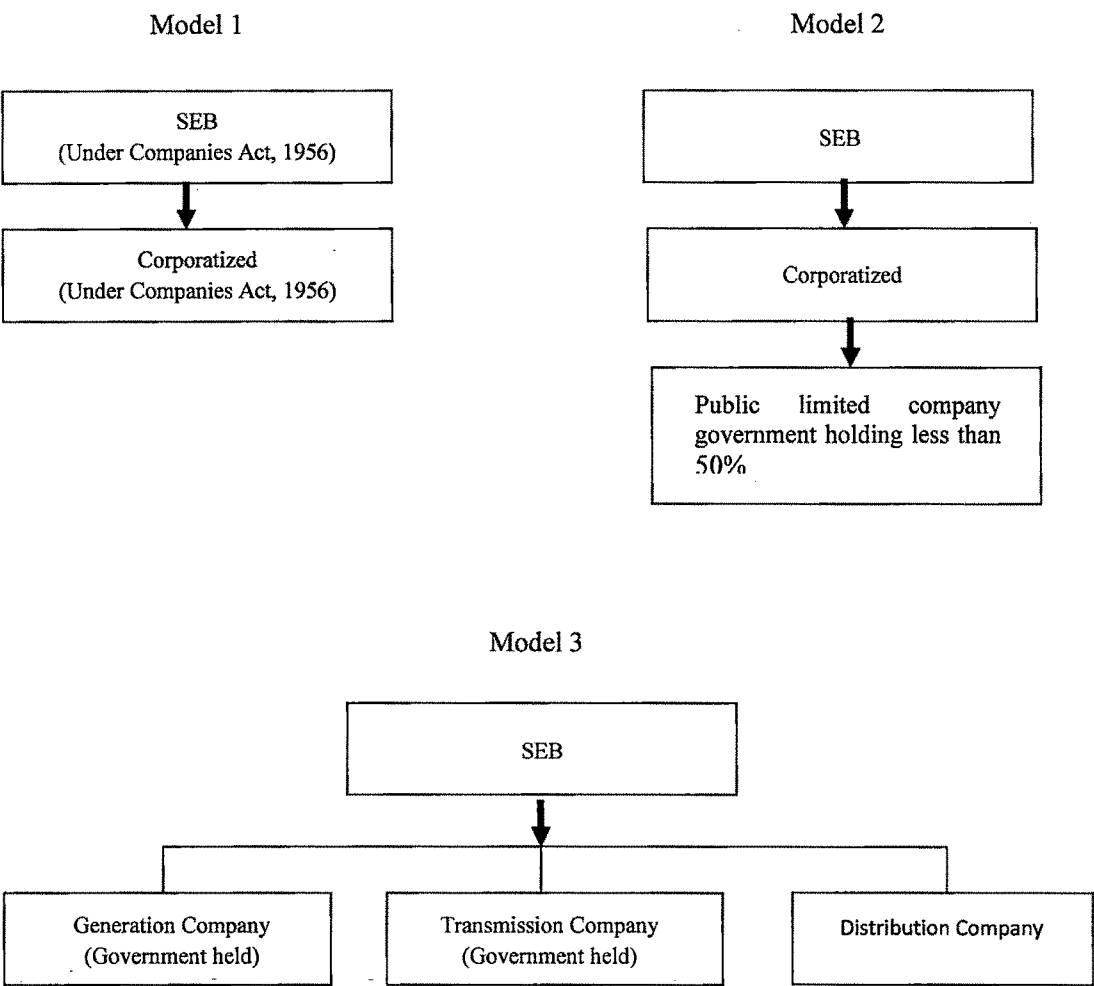 Model 1
Model 2
SEB
(Under Companies Act, 1956)
SEB
Corporatized
(Under Companies Act, 1956)
Corporatized
Public limited company
government holding less than
50%
Model 3
SEB
Generation Company
(Government held)
Transmission Company
(Government held)
Distribution Company